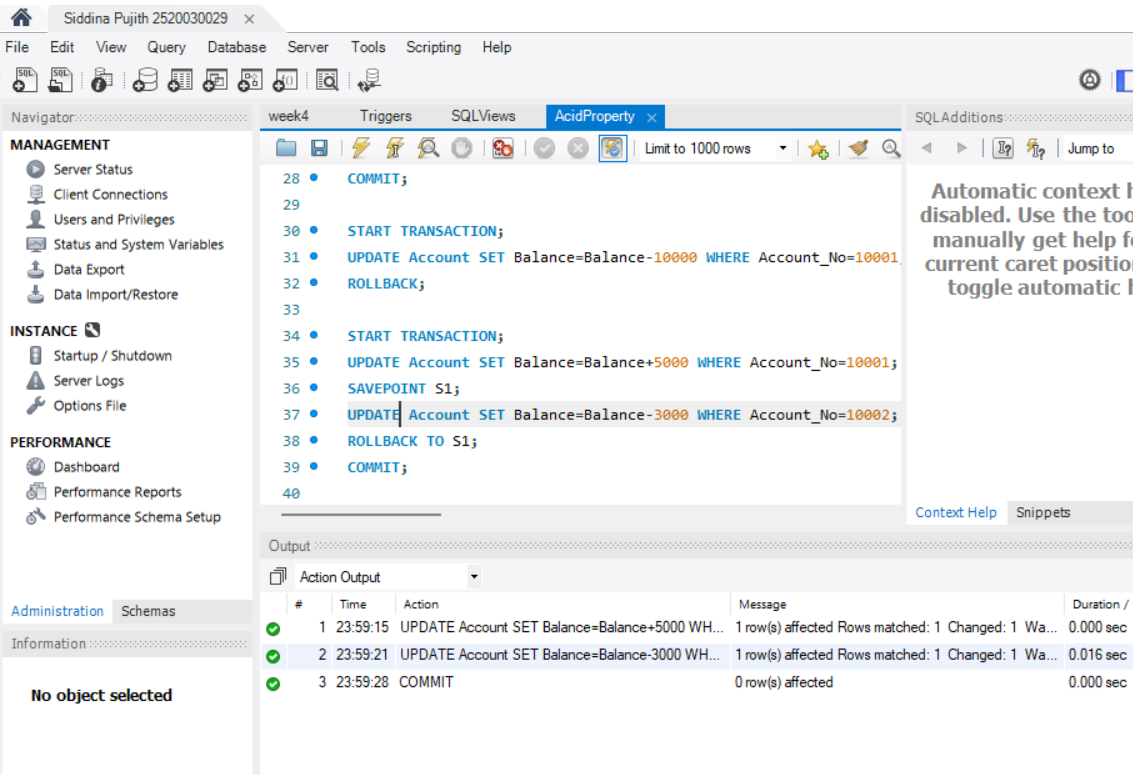 Siddina Pujith 2520030029 ×
File Edit View Query Database Server Tools Scripting Help
Navigator
MANAGEMENT
Server Status
Client Connections
Users and Privileges
Status and System Variables
Data Export
Data Import/Restore
INSTANCE
Startup / Shutdown
Server Logs
Options File
PERFORMANCE
Dashboard
Performance Reports
Performance Schema Setup
Administration Schemas
Information
No object selected
week4 Triggers SQLViews AcidProperty ×
Limit to 1000 rows
28 COMMIT;
29
30 START TRANSACTION;
31 UPDATE Account SET Balance=Balance-10000 WHERE Account_No=10001
32 ROLLBACK;
33
34 START TRANSACTION;
35 UPDATE Account SET Balance=Balance+5000 WHERE Account_No=10001;
36 SAVEPOINT S1;
37 UPDATE Account SET Balance=Balance-3000 WHERE Account_No=10002;
38 ROLLBACK TO S1;
39 COMMIT;
40
SQLAdditions
Jump to
Automatic context
disabled. Use the too
manually get help f
current caret positio
toggle automatic
Context Help Snippets
Output
Action Output
# Time Action Message Duration /
1 23:59:15 UPDATE Account SET Balance=Balance+5000 WH... 1 row(s) affected Rows matched: 1 Changed: 1 Wa... 0.000 sec
2 23:59:21 UPDATE Account SET Balance=Balance-3000 WH... 1 row(s) affected Rows matched: 1 Changed: 1 Wa... 0.016 sec
3 23:59:28 COMMIT 0 row(s) affected 0.000 sec